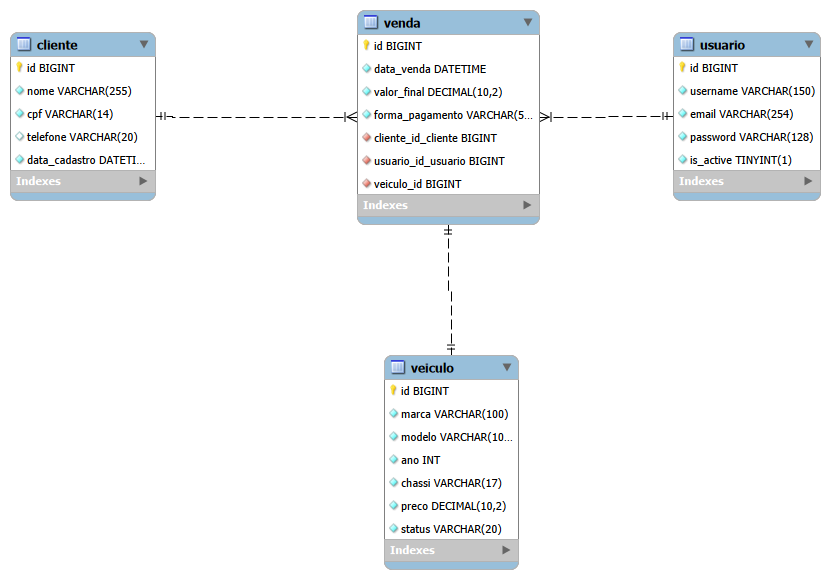 cliente
id BIGINT
nome VARCHAR(255)
cpf VARCHAR(14)
telefone VARCHAR(20)
data_cadastro DATETI...
Indexes
venda
id BIGINT
data_venda DATETIME
valor_final DECIMAL(10,2)
forma_pagamento VARCHAR(5...
cliente_id_cliente BIGINT
usuario_id_usuario BIGINT
veiculo_id BIGINT
Indexes
usuario
id BIGINT
username VARCHAR(150)
email VARCHAR(254)
password VARCHAR(128)
is_active TINYINT(1)
Indexes
veiculo
id BIGINT
marca VARCHAR(100)
modelo VARCHAR(10...
ano INT
chassi VARCHAR(17)
preco DECIMAL(10,2)
status VARCHAR(20)
Indexes